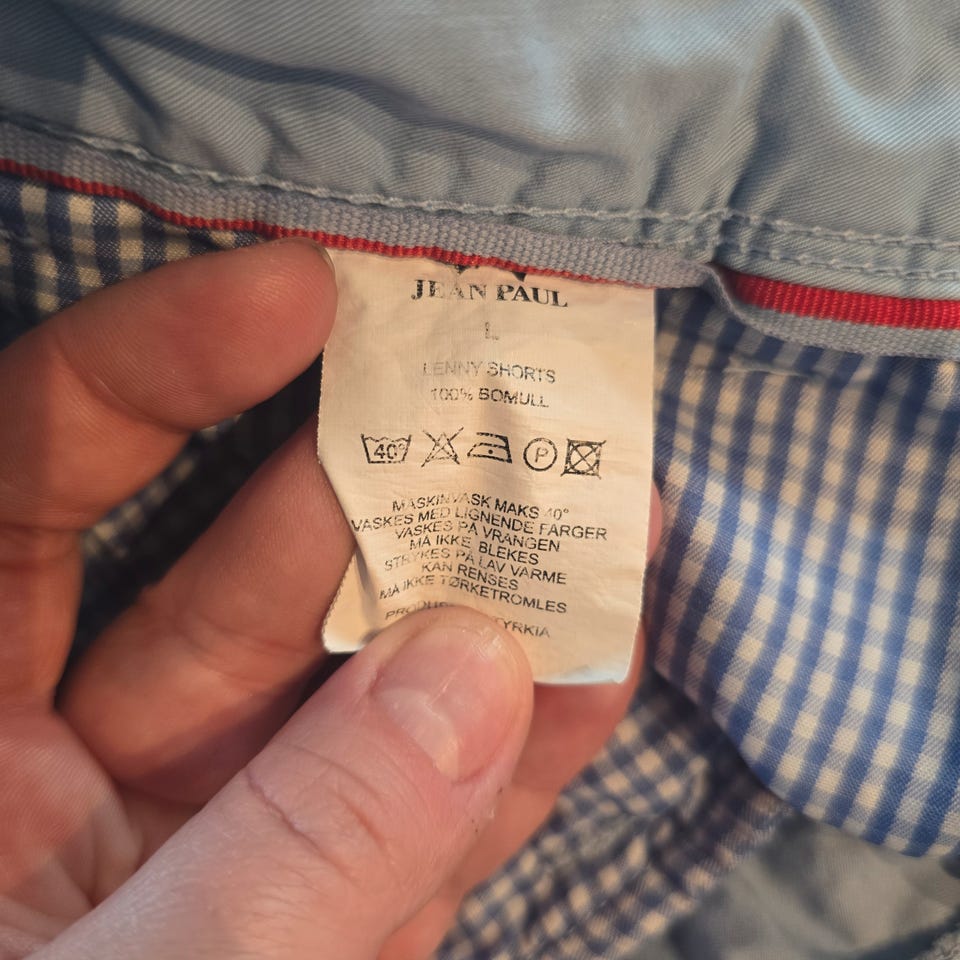 JEAN PAUL
L
LENNY SHORTS
100% BOMULL
40° P
MASKINVASK MAKS 40°
VASKES MED LIGNENDE FARGER
VASKES PÅ VRANGEN
MÅ IKKE BLEKES
STRYKES PÅ LAV VARME
KAN RENSES
MÅ IKKE TØRKETROMLES